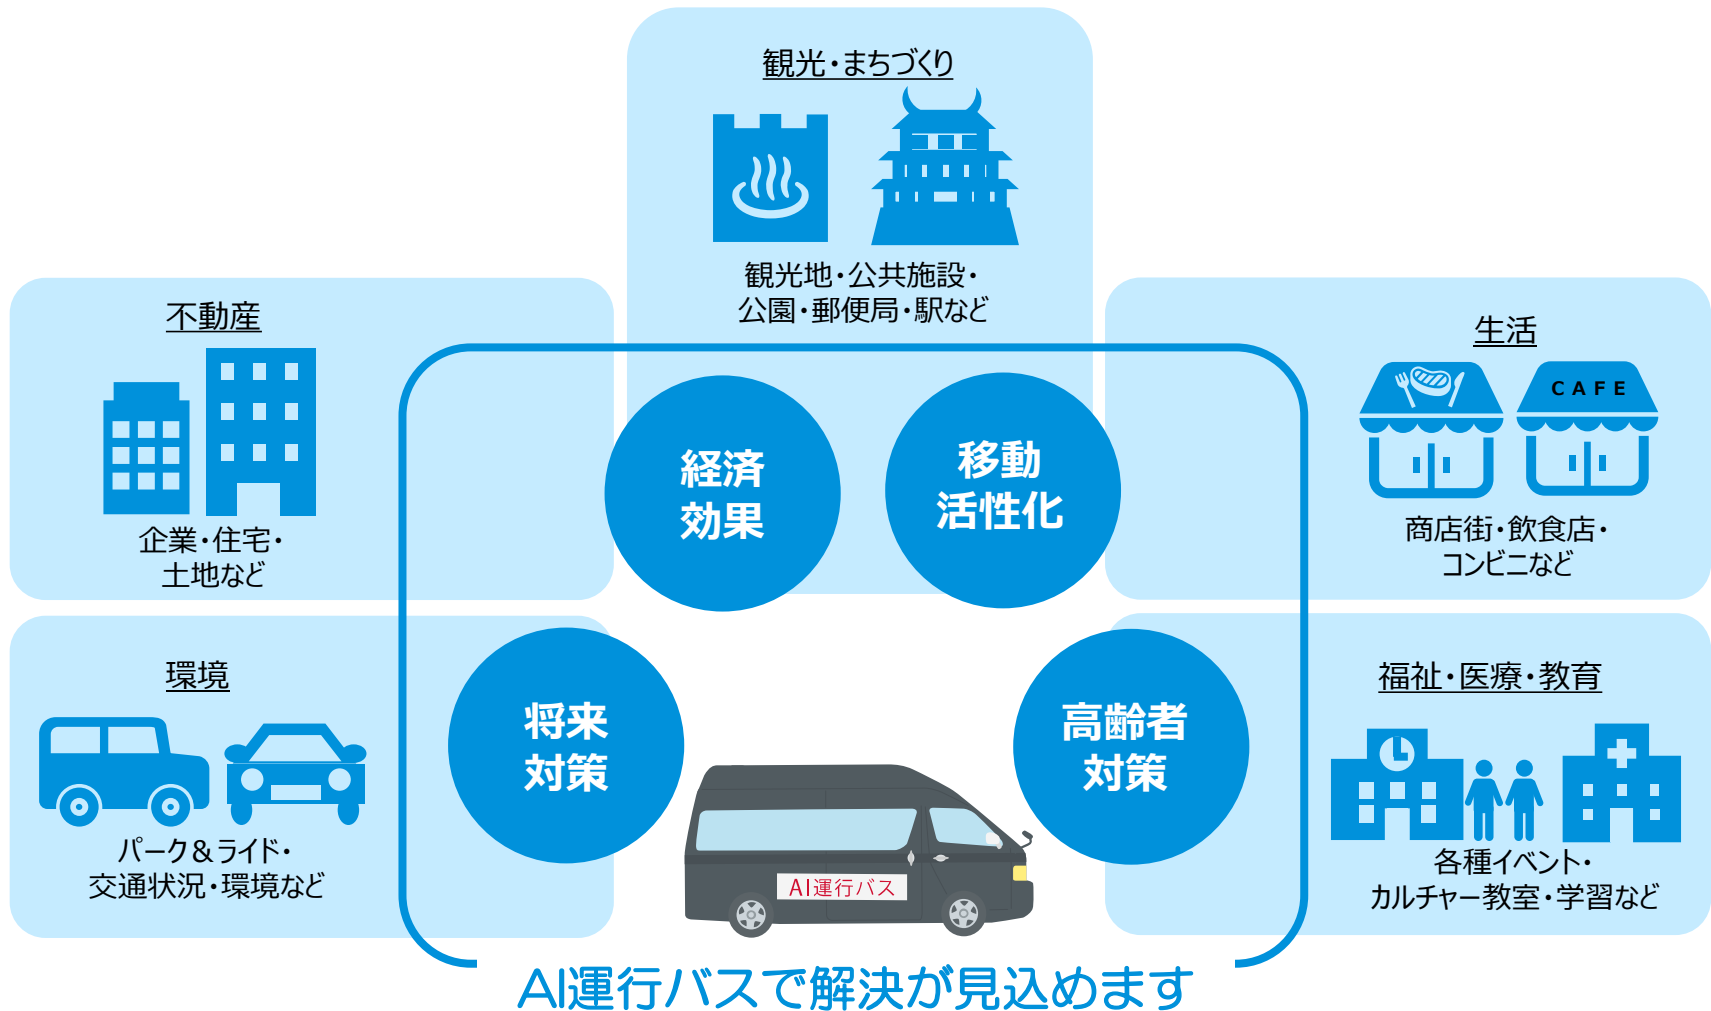 観光・まちづくり
観光地・公共施設・
公園・郵便局・駅など
不動産
企業・住宅・
土地など
生活
CAFE
商店街・飲食店・
コンビニなど
経済
効果
移動
活性化
環境
パーク＆ライド・
交通状況・環境など
将来
対策
高齢者
対策
福祉・医療・教育
各種イベント・
カルチャー教室・学習など
AI運行バス
AI運行バスで解決が見込めます